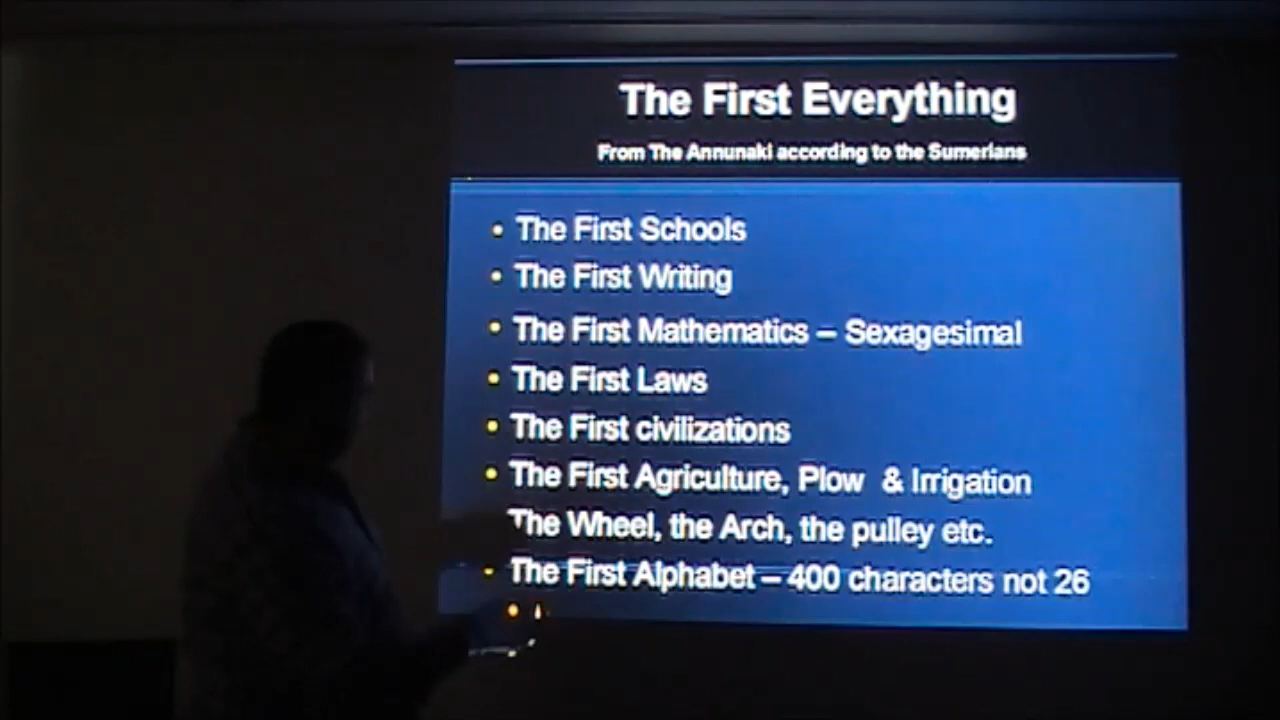 The First Everything
From The Annunaki according to the Sumerians
• The First Schools
• The First Writing
• The First Mathematics – Sexagesimal
• The First Laws
• The First civilizations
• The First Agriculture, Plow & Irrigation
The Wheel, the Arch, the pulley etc.
• The First Alphabet – 400 characters not 26